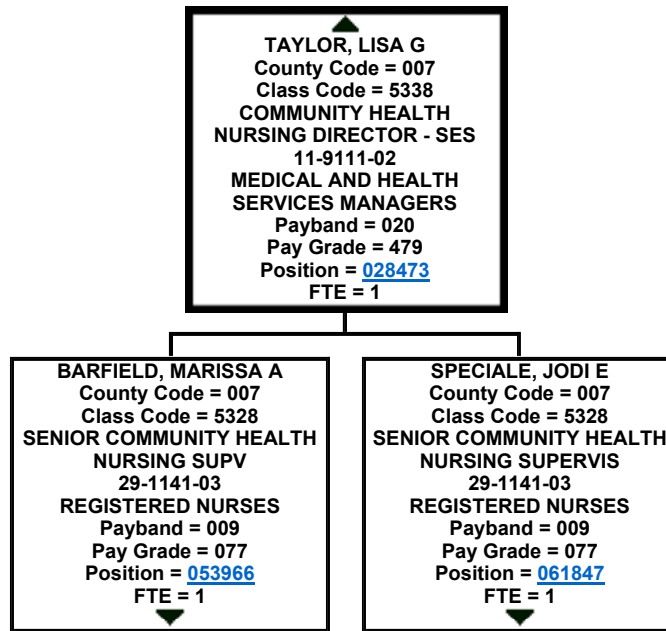 TAYLOR, LISA G
County Code = 007
Class Code = 5338
COMMUNITY HEALTH
NURSING DIRECTOR - SES
11-9111-02
MEDICAL AND HEALTH
SERVICES MANAGERS
Payband = 020
Pay Grade = 479
Position = 028473
FTE = 1
BARFIELD, MARISSA A
County Code = 007
Class Code = 5328
SENIOR COMMUNITY HEALTH
NURSING SUPV
29-1141-03
REGISTERED NURSES
Payband = 009
Pay Grade = 077
Position = 053966
FTE = 1
SPECIALE, JODI E
County Code = 007
Class Code = 5328
SENIOR COMMUNITY HEALTH
NURSING SUPERVIS
29-1141-03
REGISTERED NURSES
Payband = 009
Pay Grade = 077
Position = 061847
FTE = 1